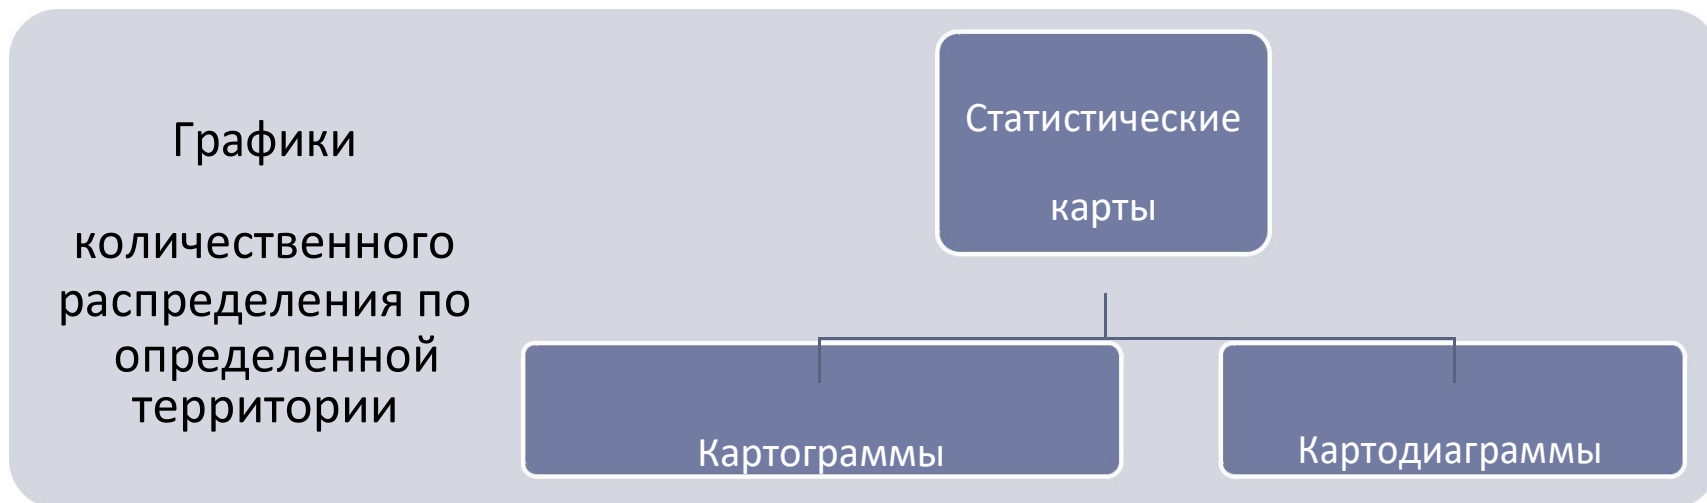 Графики
количественного
распределения по
определенной
территории
Статистические
карты
Картограммы
Картодиаграммы